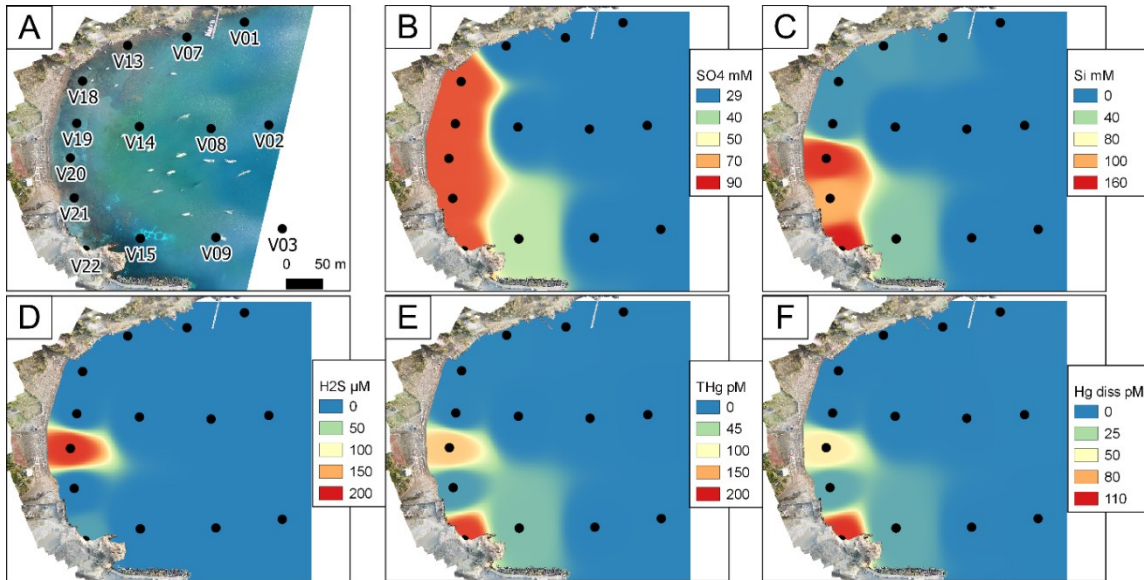 A
V01
V07
V13
V18
V19
V14
V08
V02
V20
V21
V15
V09
V03
V22
0 50 m
B
SO4 mM
29
40
50
70
90
C
Si mM
0
40
80
100
160
D
H2S µM
0
50
100
150
200
E
THg pM
0
45
100
150
200
F
Hg diss pM
0
25
50
80
110